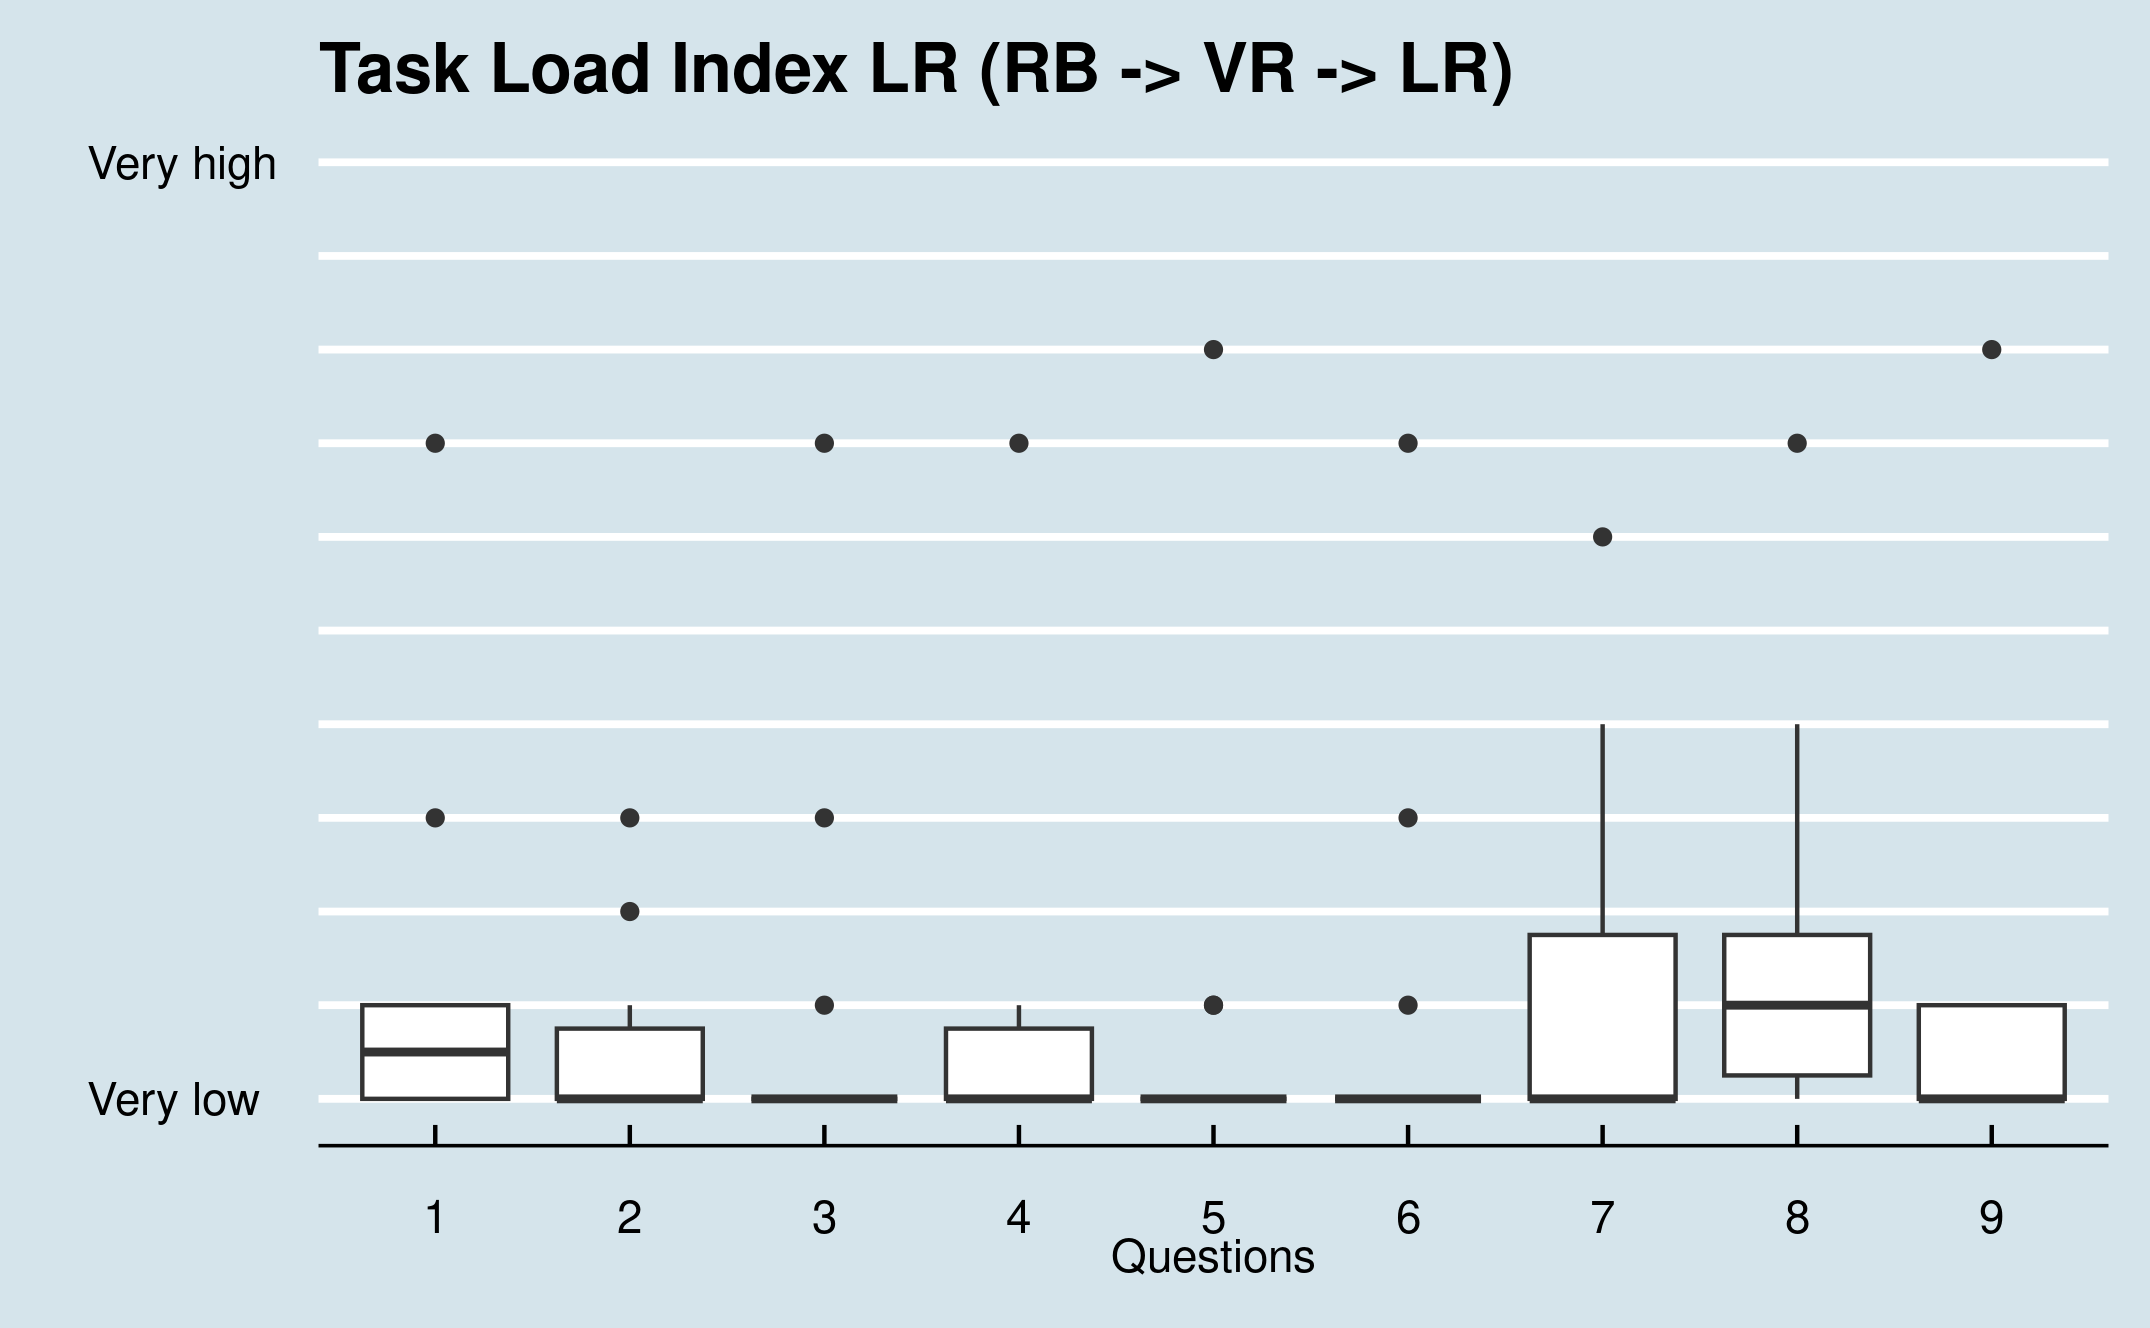 Task Load Index LR (RB -> VR -> LR)
Very high
Very low
1 2 3 4 5 6 7 8 9
Questions